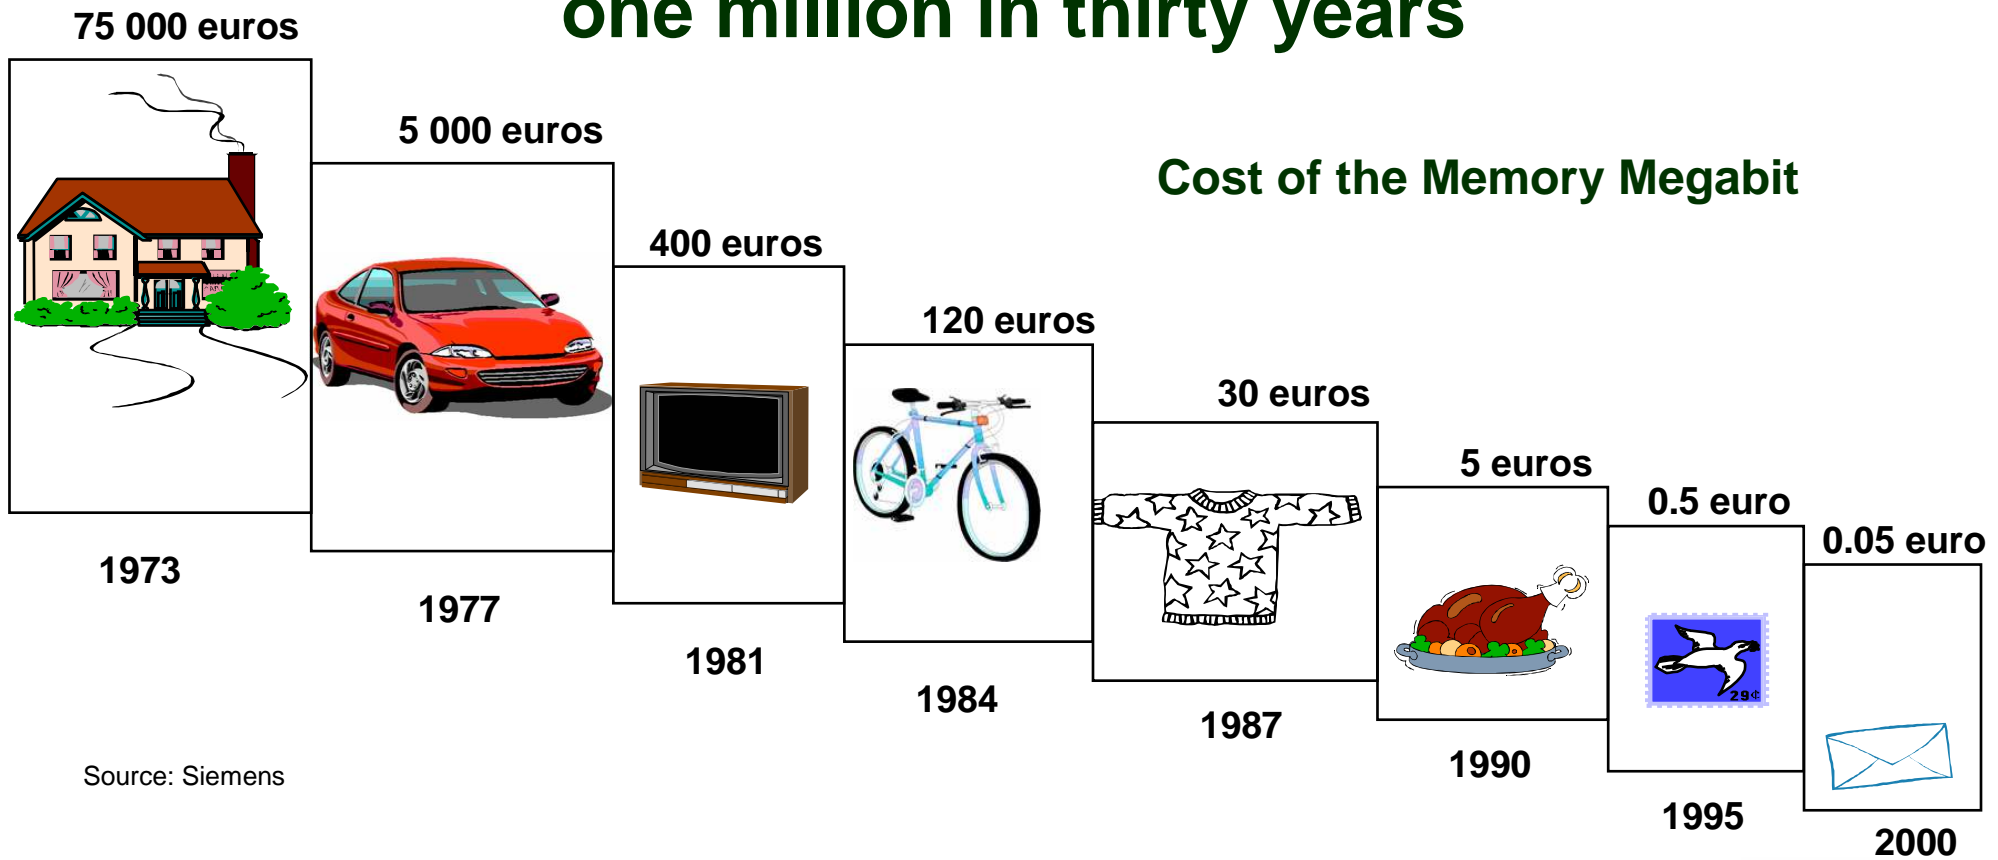 one million in thirty years
Cost of the Memory Megabit
75 000 euros
1973
5 000 euros
1977
400 euros
1981
120 euros
1984
30 euros
1987
5 euros
1990
0.5 euro
29¢
1995
0.05 euro
2000
Source: Siemens